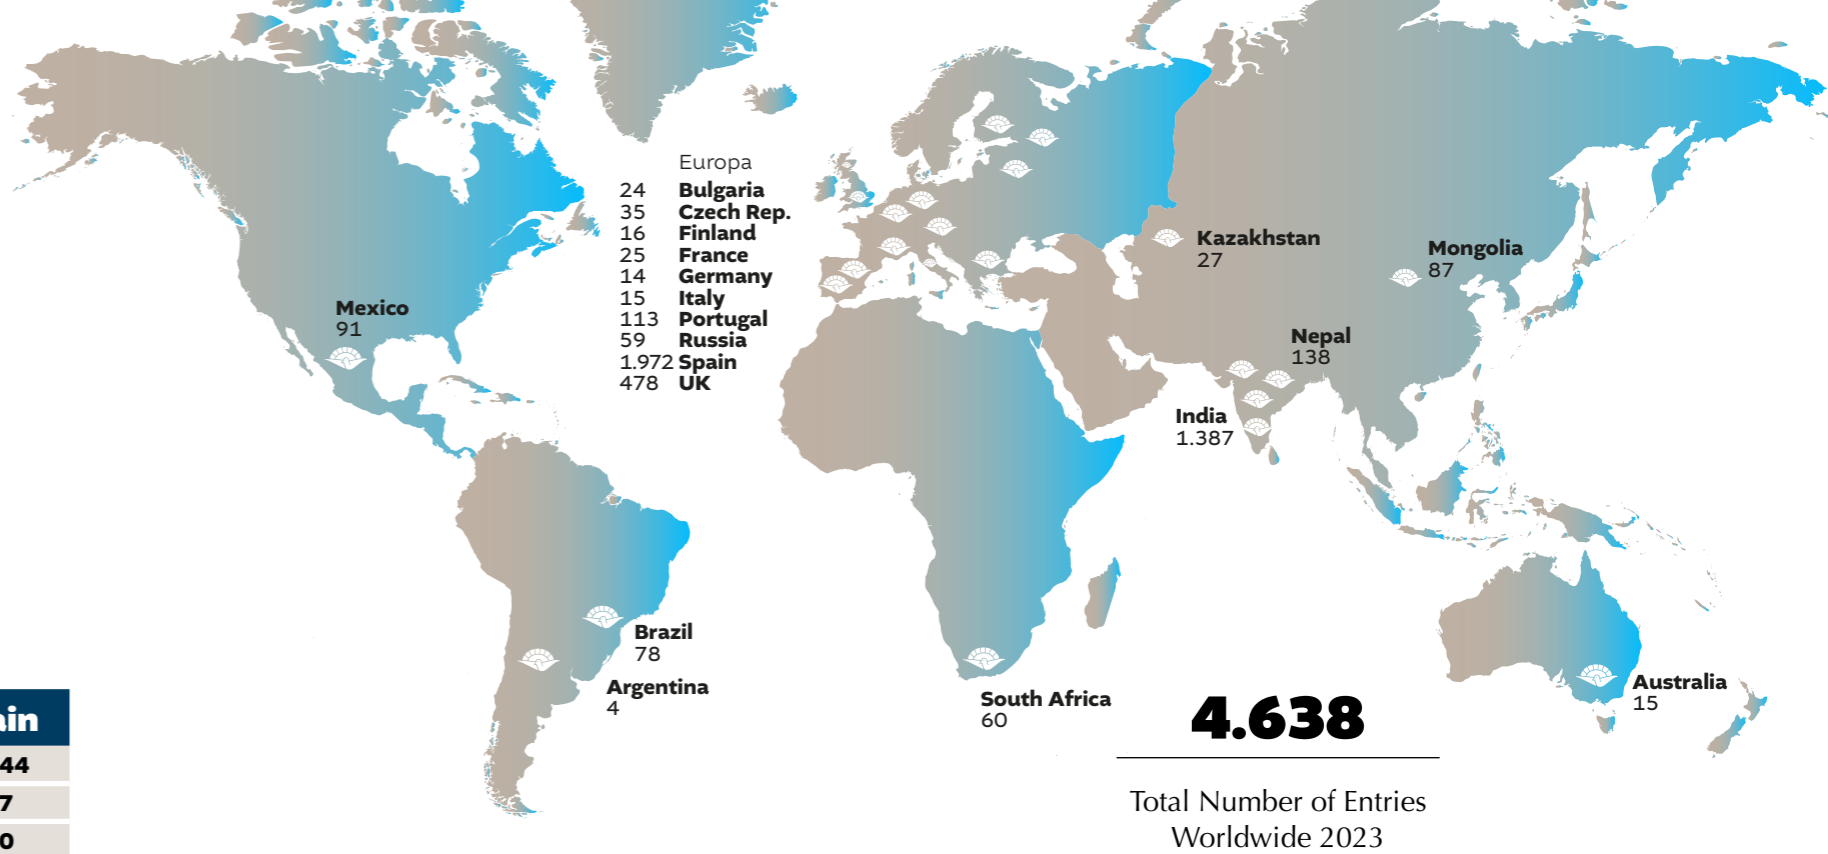 Europa
24 Bulgaria
35 Czech Rep.
16 Finland
25 France
14 Germany
15 Italy
113 Portugal
59 Russia
1.972 Spain
478 UK
Mexico
91
Kazakhstan
27
Mongolia
87
Nepal
138
India
1.387
Brazil
78
Argentina
4
South Africa
60
Australia
15
4.638
Total Number of Entries
Worldwide 2023
ain
44
7
0